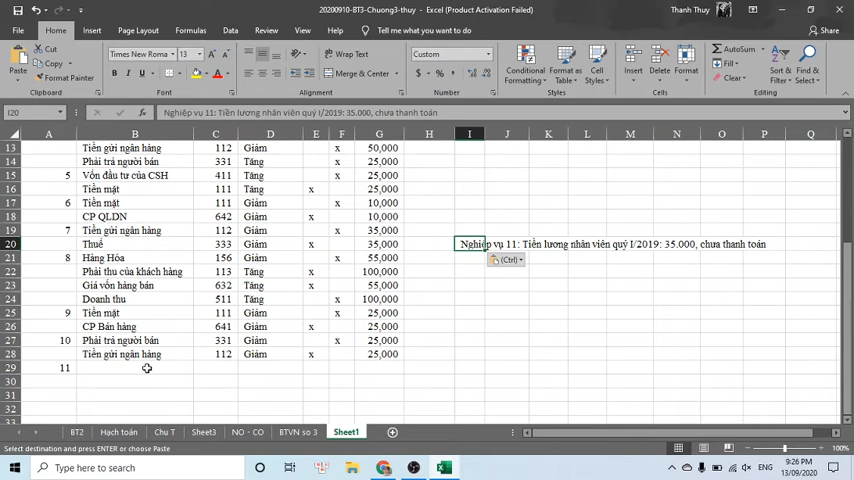 20200910-BT3-Chuong3-thuy - Excel (Product Activation Failed)
Thanh Thuy
File Home Insert Page Layout Formulas Data Review View Help Tell me what you want to do Share
Paste Cut Copy Format Painter
Clipboard
Times New Roma 13
B I U
Font
Merge & Center
Alignment
Custom
$ % ,
Number
Conditional Formatting Format as Table Cell Styles
Styles
Insert Delete Format
Cells
AutoSum Fill Clear
Sort & Filter Find & Select
Editing
I20 fx Nghiệp vụ 11: Tiền lương nhân viên quý I/2019: 35.000, chưa thanh toán
A B C D E F G H I J K L M N O P Q
13 Tiền gửi ngân hàng 112 Giảm x 50,000
14 Phải trả người bán 331 Tăng x 25,000
15 5 Vốn đầu tư của CSH 411 Tăng x 25,000
16 Tiền mặt 111 Tăng x 25,000
17 6 Tiền mặt 111 Giảm x 10,000
18 CP QLDN 642 Giảm x 10,000
19 7 Tiền gửi ngân hàng 112 Giảm x 35,000
20 Thuế 333 Giảm x 35,000 Nghiệp vụ 11: Tiền lương nhân viên quý I/2019: 35.000, chưa thanh toán
21 8 Hàng Hóa 156 Giảm x 55,000
(Ctrl)
22 Phải thu của khách hàng 113 Tăng x 100,000
23 Giá vốn hàng bán 632 Tăng x 55,000
24 Doanh thu 511 Tăng x 100,000
25 9 Tiền mặt 111 Giảm x 25,000
26 CP Bán hàng 641 Giảm x 25,000
27 10 Phải trả người bán 331 Giảm x 25,000
28 Tiền gửi ngân hàng 112 Giảm x 25,000
29 11
30
31
32
33
BT2 Hạch toán Chu T Sheet3 NO - CO BTVN so 3 Sheet1
Select destination and press ENTER or choose Paste 100%
Type here to search
ENG 9:26 PM 13/09/2020